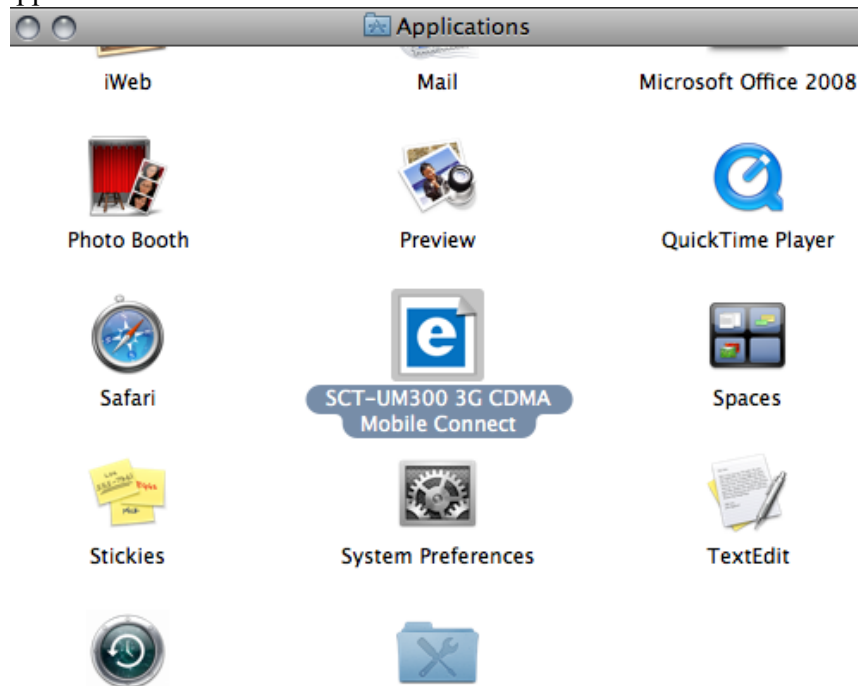 Applications
iWeb
Mail
Microsoft Office 2008
Photo Booth
Preview
QuickTime Player
Safari
e
SCT-UM300 3G CDMA
Mobile Connect
Spaces
Stickies
System Preferences
TextEdit